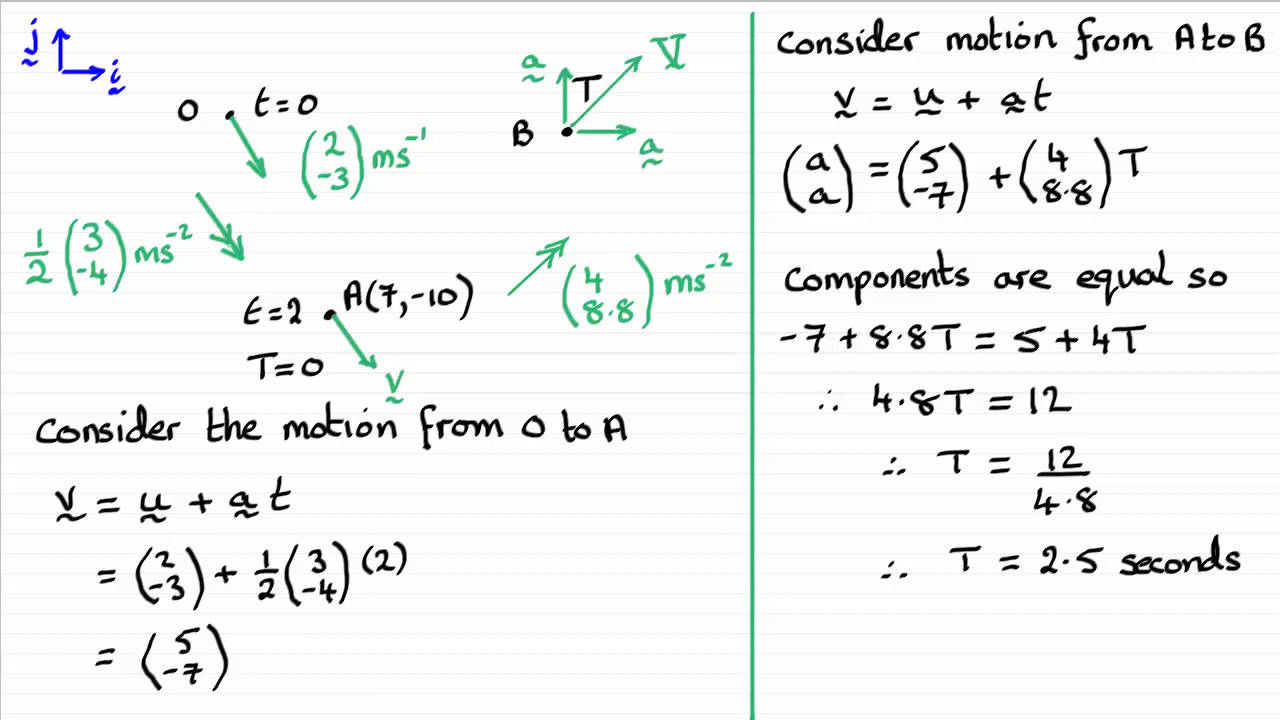 j
i
O . t=0
(2 -3) ms⁻¹
1/2 (3 -4) ms⁻²
a
T
V
B
a
(4 8.8) ms⁻²
t=2 A(7,-10)
T=0
v
Consider the motion from O to A
v = u + a t
= (2 -3) + 1/2 (3 -4) (2)
= (5 -7)
Consider motion from A to B
v = u + a t
(a a) = (5 -7) + (4 8.8) T
Components are equal so
-7 + 8.8T = 5 + 4T
∴ 4.8T = 12
∴ T = 12/4.8
∴ T = 2.5 seconds